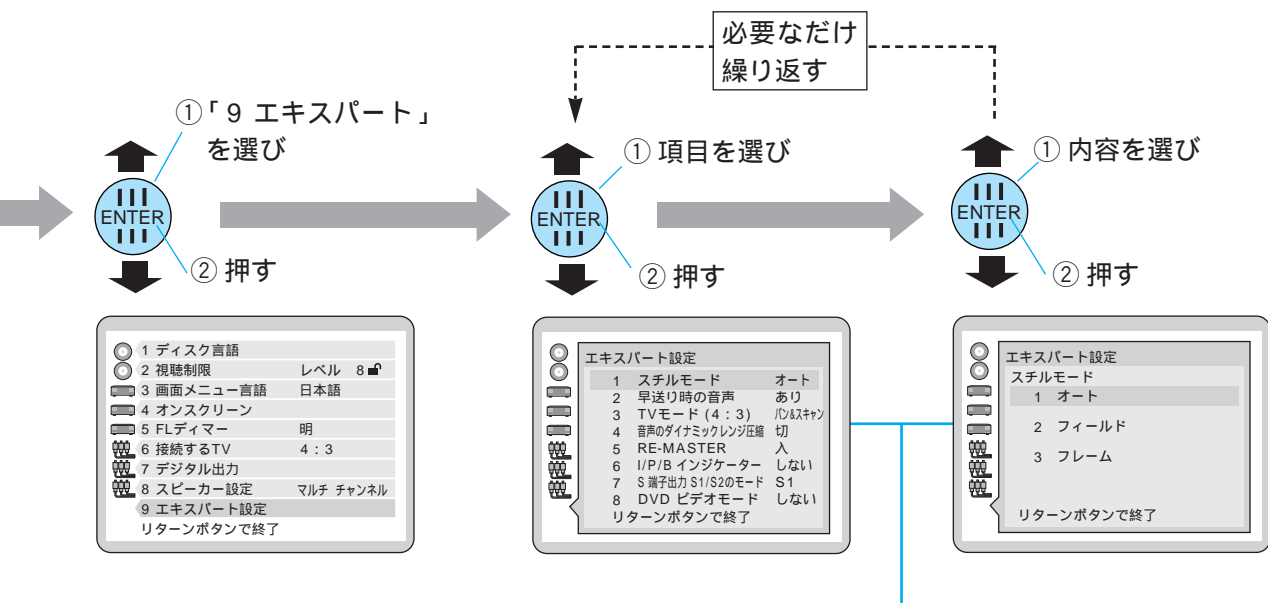 必要なだけ
繰り返す
①「9 エキスパート」
を選び
ENTER
② 押す
① 項目を選び
ENTER
② 押す
① 内容を選び
ENTER
② 押す
1 ディスク言語
2 視聴制限 レベル 8
3 画面メニュー言語 日本語
4 オンスクリーン
5 FLディマー 明
6 接続するTV 4：3
7 デジタル出力
8 スピーカー設定 マルチ チャンネル
9 エキスパート設定
リターンボタンで終了
エキスパート設定
1 スチルモード オート
2 早送り時の音声 あり
3 TVモード (4：3) パン&スキャン
4 音声のダイナミックレンジ圧縮 切
5 RE-MASTER 入
6 I/P/B インジケーター しない
7 S 端子出力 S1/S2のモード S1
8 DVD ビデオモード しない
リターンボタンで終了
エキスパート設定
スチルモード
1 オート
2 フィールド
3 フレーム
リターンボタンで終了